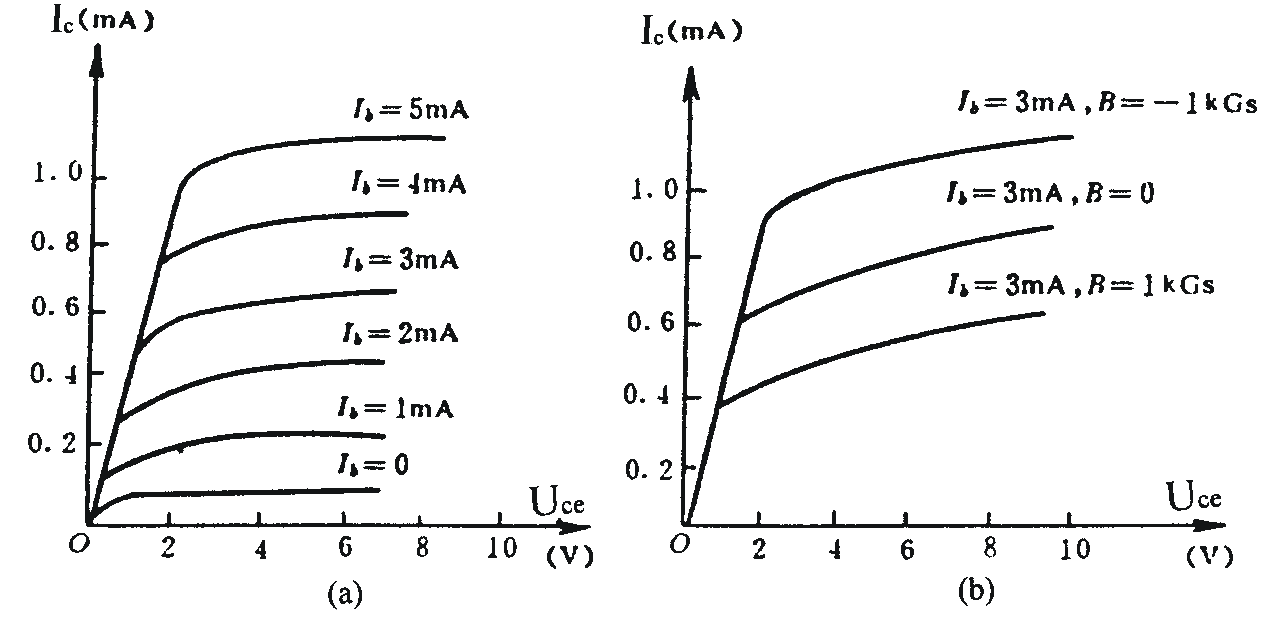 Ic(mA)
Ib=5mA
1.0
Ib=4mA
0.8
Ib=3mA
0.6
Ib=2mA
0.4
Ib=1mA
0.2
Ib=0
Uce
O 2 4 6 8 10 (V)
(a)
Ic(mA)
Ib=3mA,B=-1kGs
1.0
Ib=3mA,B=0
0.8
Ib=3mA,B=1kGs
0.6
0.4
0.2
Uce
O 2 4 6 8 10 (V)
(b)